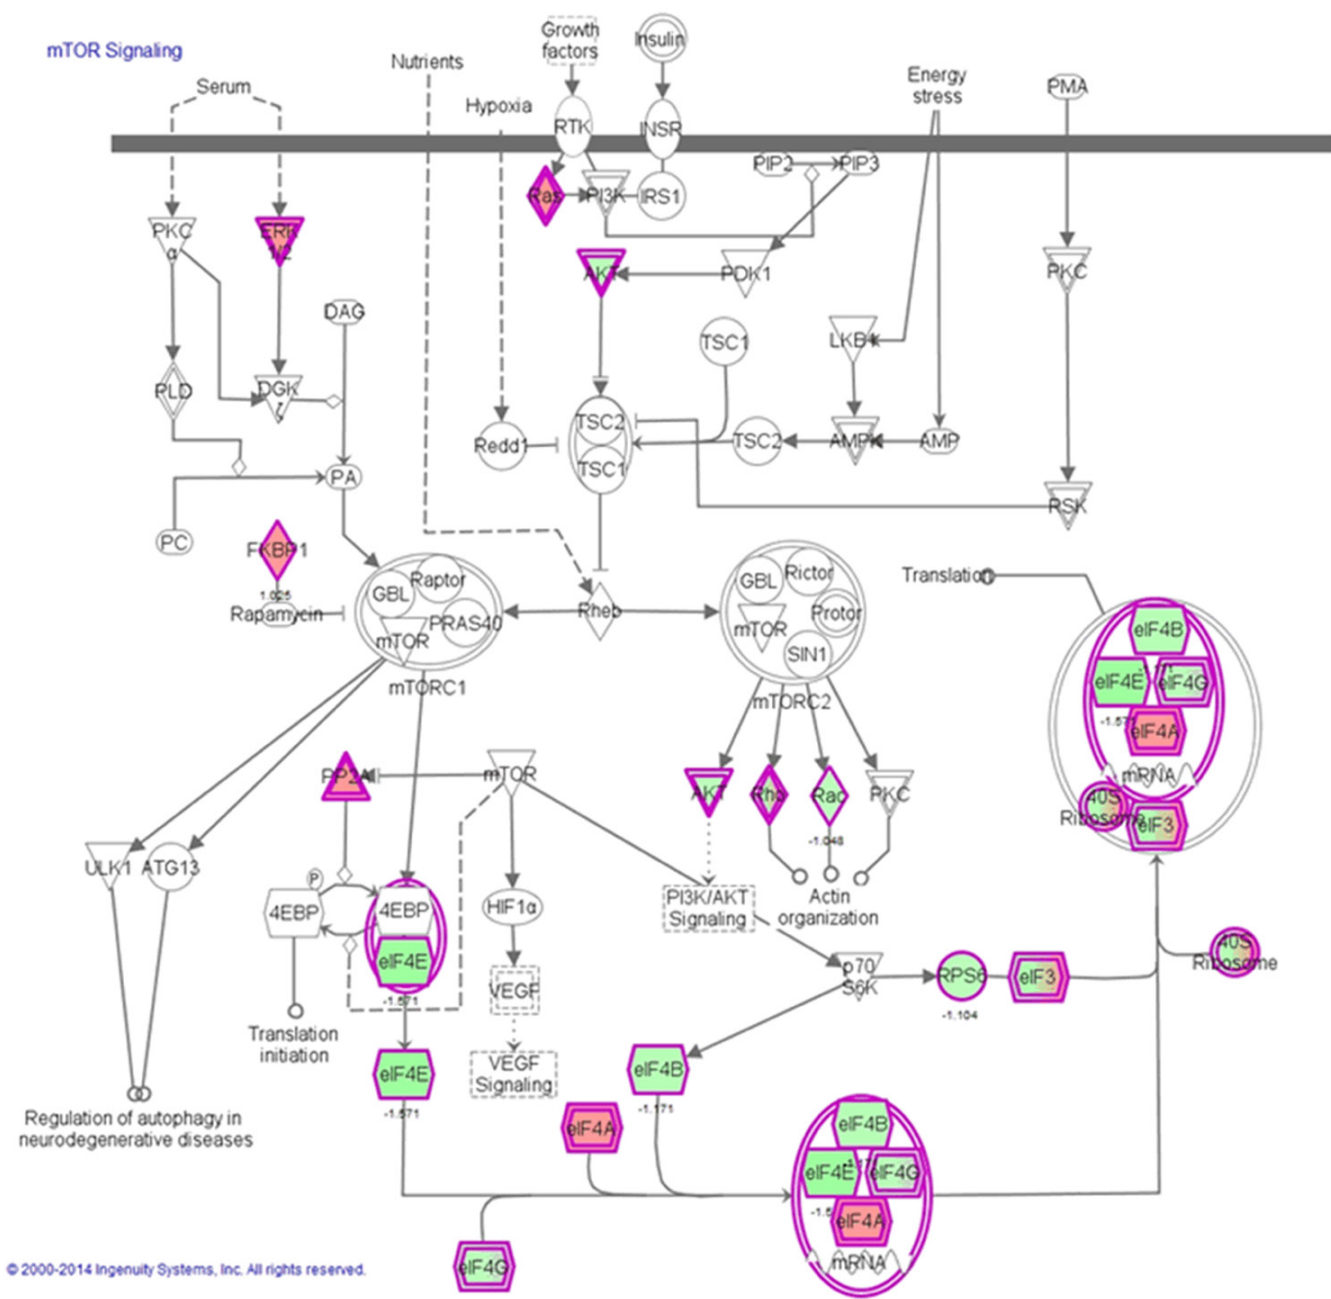 mTOR Signaling
Serum
Nutrients
Hypoxia
Growth
factors
Insulin
Energy
stress
PMA
RTK
INSR
PIP2
PIP3
Ras
PI3K
IRS1
PKC
α
ERK
1/2
AKT
PDK1
PKC
DAG
TSC1
LKB1
PLD
DGK
ζ
TSC2
Redd1
TSC1
TSC2
AMPK
AMP
PA
RSK
PC
FKBP1
1.025
Rapamycin
GBL
Raptor
PRAS40
mTOR
mTORC1
Rheb
GBL
Rictor
mTOR
Protor
SIN1
mTORC2
Translation
eIF4B
eIF4E
eIF4G
-1.571
eIF4A
mRNA
40S
Ribosome
eIF3
PP2A
mTOR
AKT
Rho
Rac
PKC
-1.048
ULK1
ATG13
P
4EBP
4EBP
eIF4E
-1.571
HIF1α
PI3K/AKT
Signaling
Actin
organization
p70
S6K
RPS6
-1.104
eIF3
40S
Ribosome
VEGF
Translation
initiation
VEGF
Signaling
eIF4E
-1.571
eIF4B
-1.171
Regulation of autophagy in
neurodegenerative diseases
eIF4A
eIF4B
eIF4E
eIF4G
eIF4A
mRNA
eIF4G
© 2000-2014 Ingenuity Systems, Inc. All rights reserved.